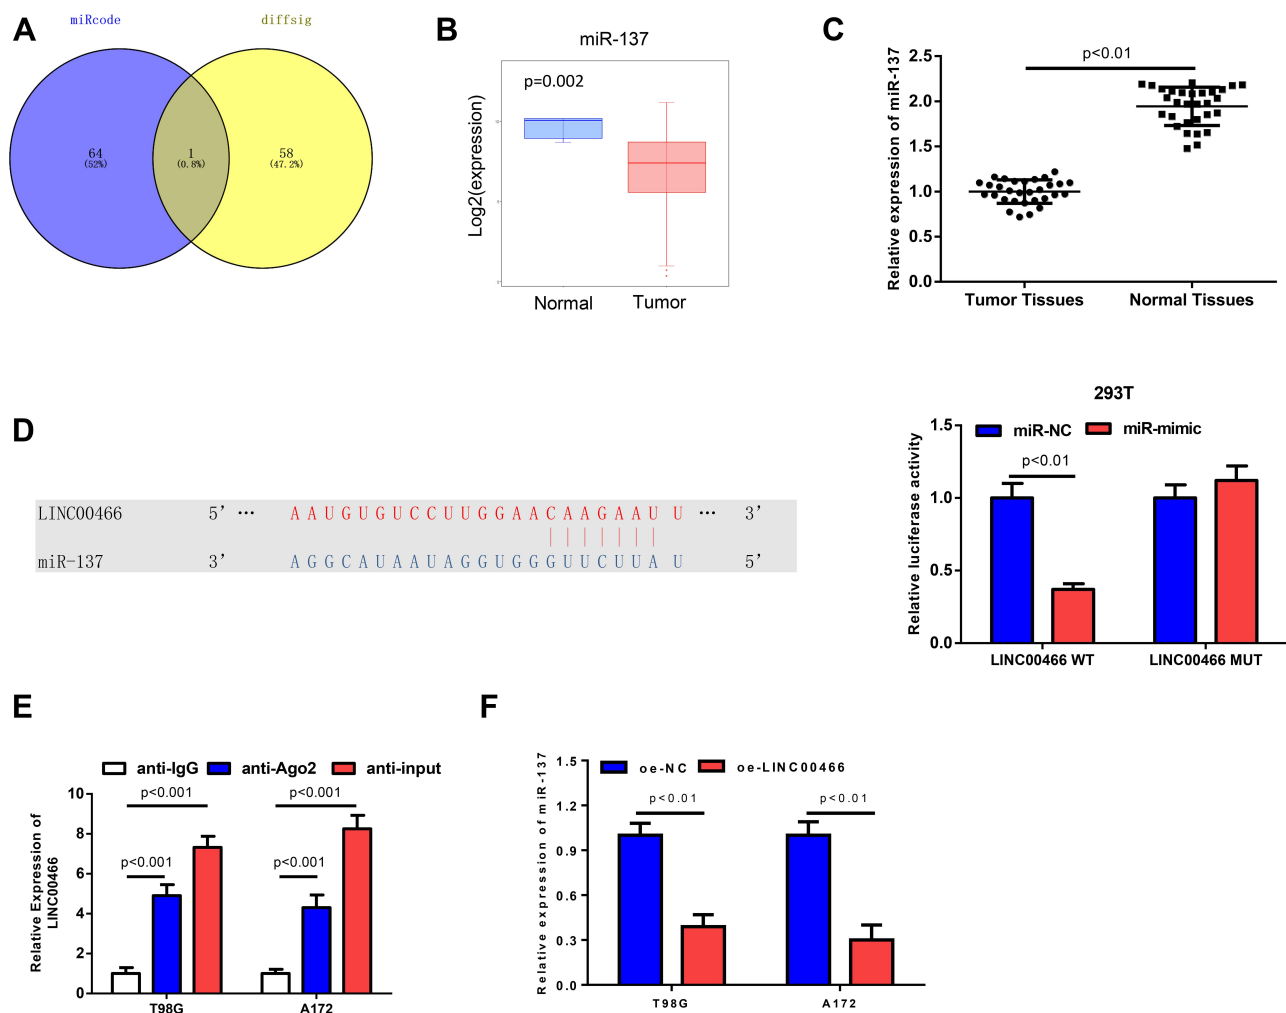 A
miRcode
diffsig
64
(52%)
1
(0.8%)
58
(47.2%)
B
miR-137
p=0.002
Log2(expression)
Normal
Tumor
C
p<0.01
Relative expression of miR-137
2.5
2.0
1.5
1.0
0.5
0.0
Tumor Tissues
Normal Tissues
D
LINC00466 5’ ··· AAUGUGUCCUUGGAACAAGAAUU ··· 3’
miR-137 3’ AGGCAUAAUAGGUGGGUUCUUAU 5’
293T
miR-NC
miR-mimic
p<0.01
Relative luciferase activity
1.5
1.0
0.5
0.0
LINC00466 WT
LINC00466 MUT
E
anti-IgG
anti-Ago2
anti-input
Relative Expression of
LINC00466
10
8
6
4
2
0
p<0.001
p<0.001
p<0.001
p<0.001
T98G
A172
F
oe-NC
oe-LINC00466
Relative expression of miR-137
1.5
1.2
0.9
0.6
0.3
0.0
p<0.01
p<0.01
T98G
A172